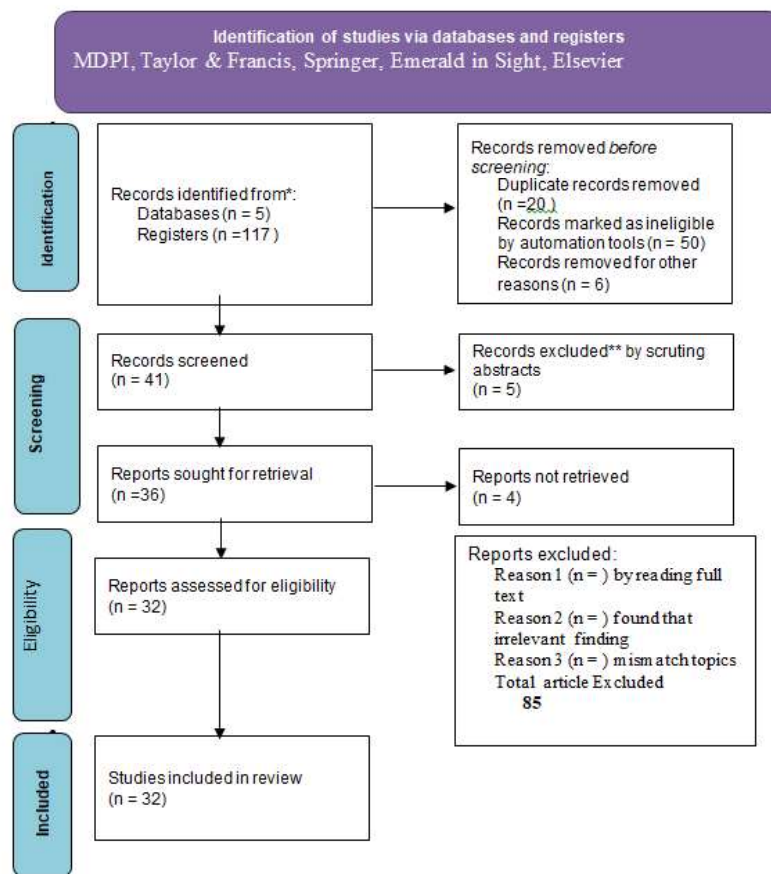 Identification of studies via databases and registers
MDPI, Taylor & Francis, Springer, Emerald in Sight, Elsevier
Identification
Records identified from*:
Databases (n = 5)
Registers (n =117 )
Records removed before
screening:
Duplicate records removed
(n =20 )
Records marked as ineligible
by automation tools (n = 50)
Records removed for other
reasons (n = 6)
Screening
Records screened
(n = 41)
Records excluded** by scruting
abstracts
(n = 5)
Reports sought for retrieval
(n =36)
Reports not retrieved
(n = 4)
Eligibility
Reports assessed for eligibility
(n = 32)
Reports excluded:
Reason 1 (n = ) by reading full
text
Reason 2 (n = ) found that
irrelevant finding
Reason 3 (n = ) mismatch topics
Total article Excluded
85
Included
Studies included in review
(n = 32)